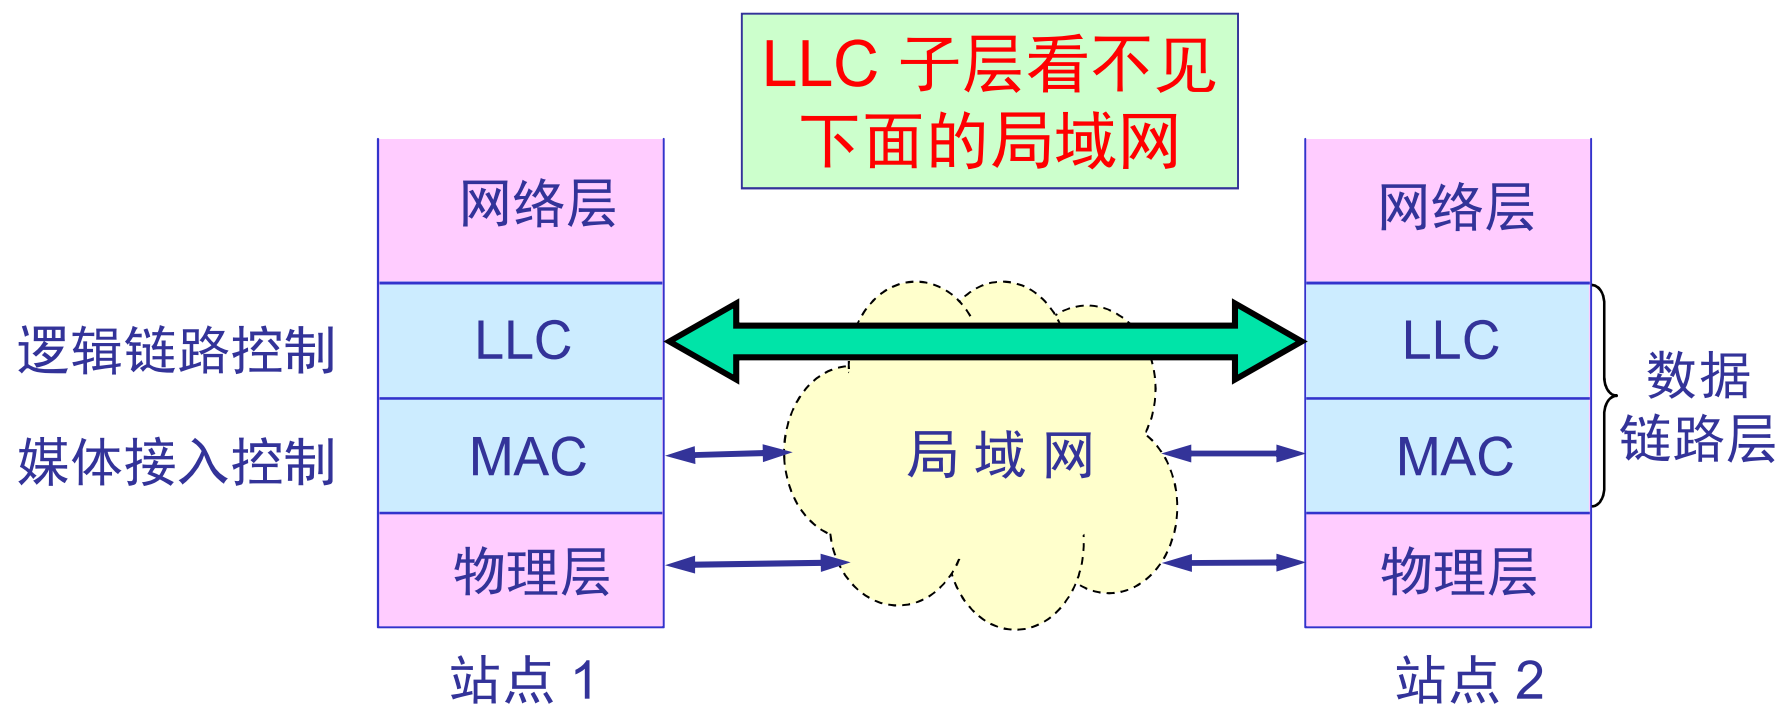 LLC 子层看不见
下面的局域网
网络层
网络层
逻辑链路控制
LLC
LLC
数据
链路层
媒体接入控制
MAC
局 域 网
MAC
物理层
物理层
站点 1
站点 2